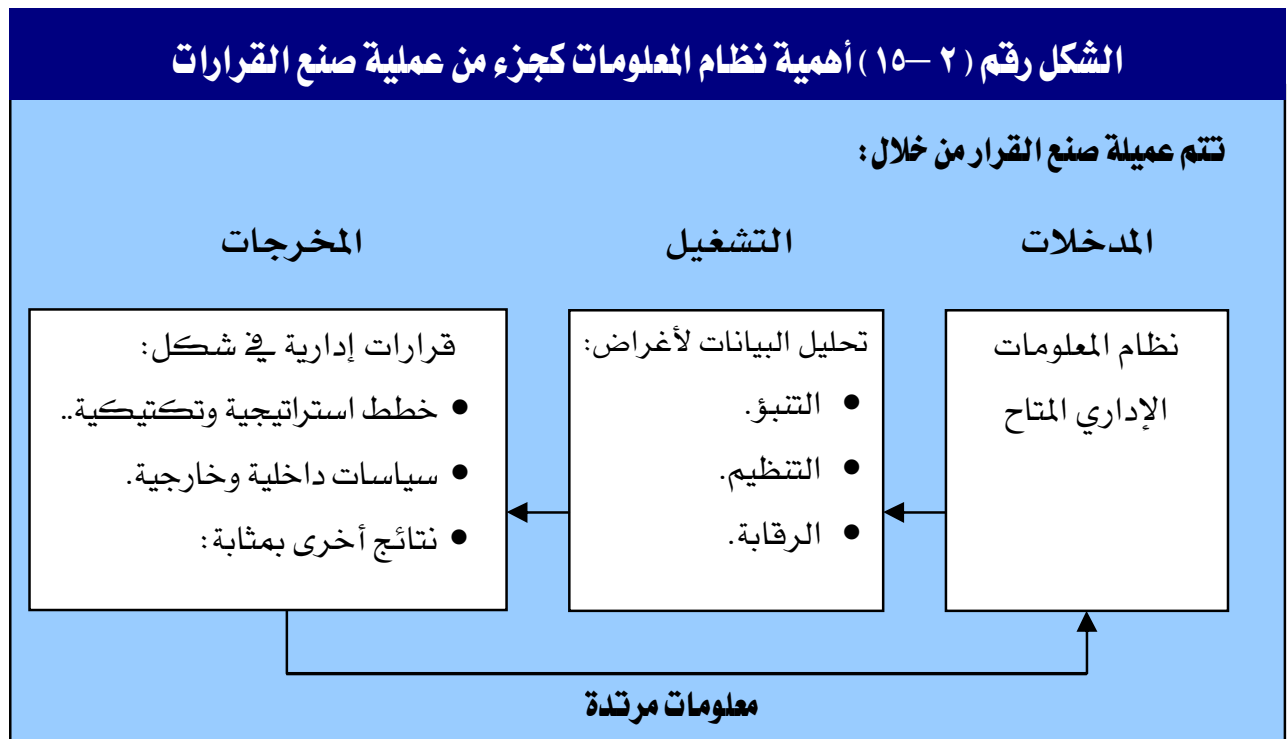 الشكل رقم (٢ –١٥) أهمية نظام المعلومات كجزء من عملية صنع القرارات
تتم عميلة صنع القرار من خلال:
المدخلات
التشغيل
المخرجات
نظام المعلومات
الإداري المتاح
تحليل البيانات لأغراض:
● التنبؤ.
● التنظيم.
● الرقابة.
قرارات إدارية في شكل:
● خطط استراتيجية وتكتيكية..
● سياسات داخلية وخارجية.
● نتائج أخرى بمثابة:
معلومات مرتدة